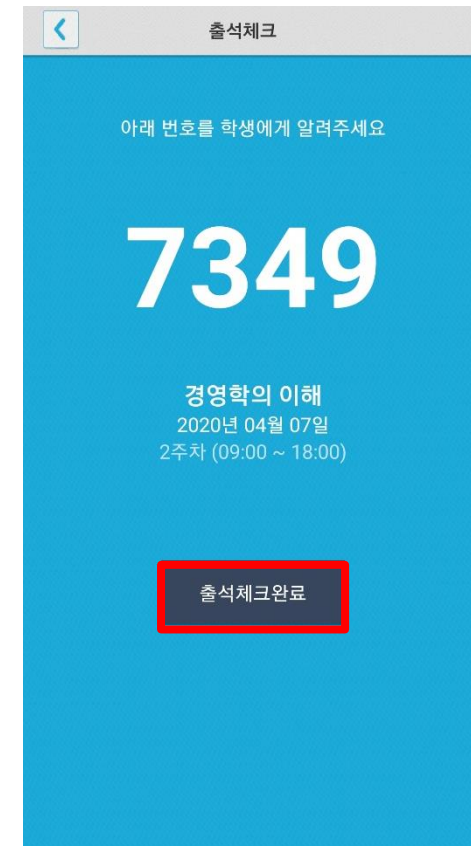 출석체크
아래 번호를 학생에게 알려주세요
7349
경영학의 이해
2020년 04월 07일
2주차 (09:00 ~ 18:00)
출석체크완료